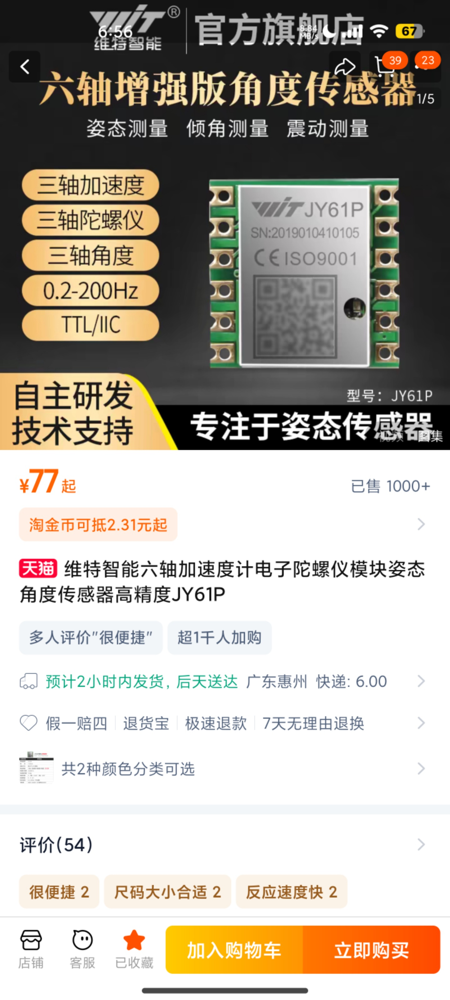 WiT®
官方旗舰店
6:56
8.84
MB/s
67
维特智能
39
23
六轴增强版角度传感器
1/5
姿态测量 倾角测量 震动测量
三轴加速度
三轴陀螺仪
三轴角度
0.2-200Hz
TTL/IIC
WiT JY61P
SN:2019010410105
CE ISO9001
自主研发
技术支持
型号：JY61P
专注于姿态传感器
视频
图集
¥77起
已售 1000+
淘金币可抵2.31元起
天猫 维特智能六轴加速度计电子陀螺仪模块姿态
角度传感器高精度JY61P
多人评价"很便捷"
超1千人加购
预计2小时内发货，后天送达 广东惠州 快递: 6.00
假一赔四 退货宝 极速退款 7天无理由退换
共2种颜色分类可选
评价(54)
很便捷 2
尺码大小合适 2
反应速度快 2
店铺
客服
已收藏
加入购物车
立即购买